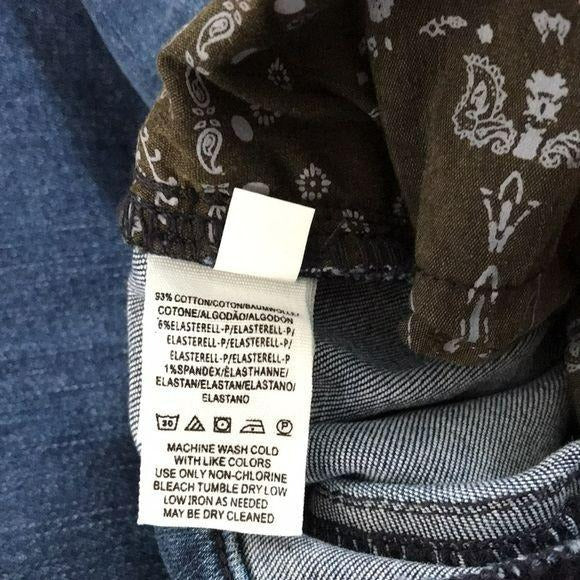 93% COTTON/COTON/BAUMWOLLE/
COTONE/ALGODÃO/ALGODÓN
6%ELASTERELL-P/ELASTERELL-P/
ELASTERELL-P/ELASTERELL-P/
ELASTERELL-P/ELASTERELL-P
1%SPANDEX/ÉLASTHANNE/
ELASTAN/ELASTAN/ELASTANO/
ELASTANO
30 P
MACHINE WASH COLD
WITH LIKE COLORS
USE ONLY NON-CHLORINE
BLEACH TUMBLE DRY LOW
LOW IRON AS NEEDED
MAY BE DRY CLEANED